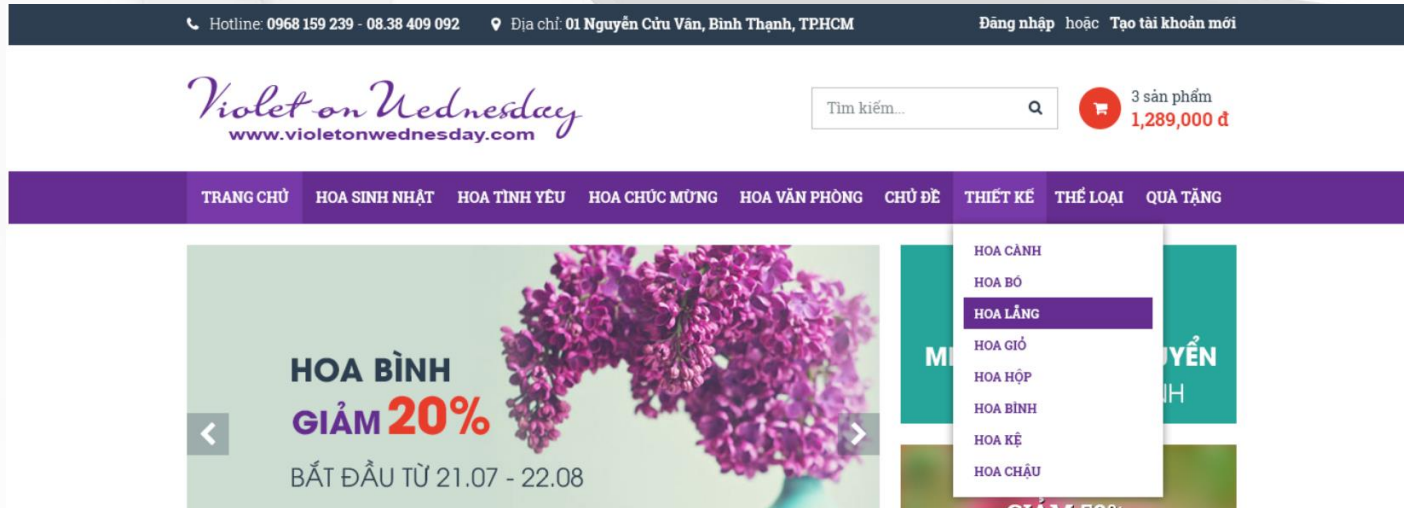 Hotline: 0968 159 239 - 08.38 409 092 Địa chỉ: 01 Nguyễn Cửu Vân, Bình Thạnh, TP.HCM Đăng nhập hoặc Tạo tài khoản mới
Violet on Wednesday
www.violetonwednesday.com
Tìm kiếm...
3 sản phẩm
1,289,000 đ
TRANG CHỦ HOA SINH NHẬT HOA TÌNH YÊU HOA CHÚC MỪNG HOA VĂN PHÒNG CHỦ ĐỀ THIẾT KẾ THỂ LOẠI QUÀ TẶNG
HOA CÀNH
HOA BÓ
HOA LẴNG
HOA GIỎ
HOA HỘP
HOA BÌNH
HOA KỆ
HOA CHẬU
HOA BÌNH
GIẢM 20%
BẮT ĐẦU TỪ 21.07 - 22.08